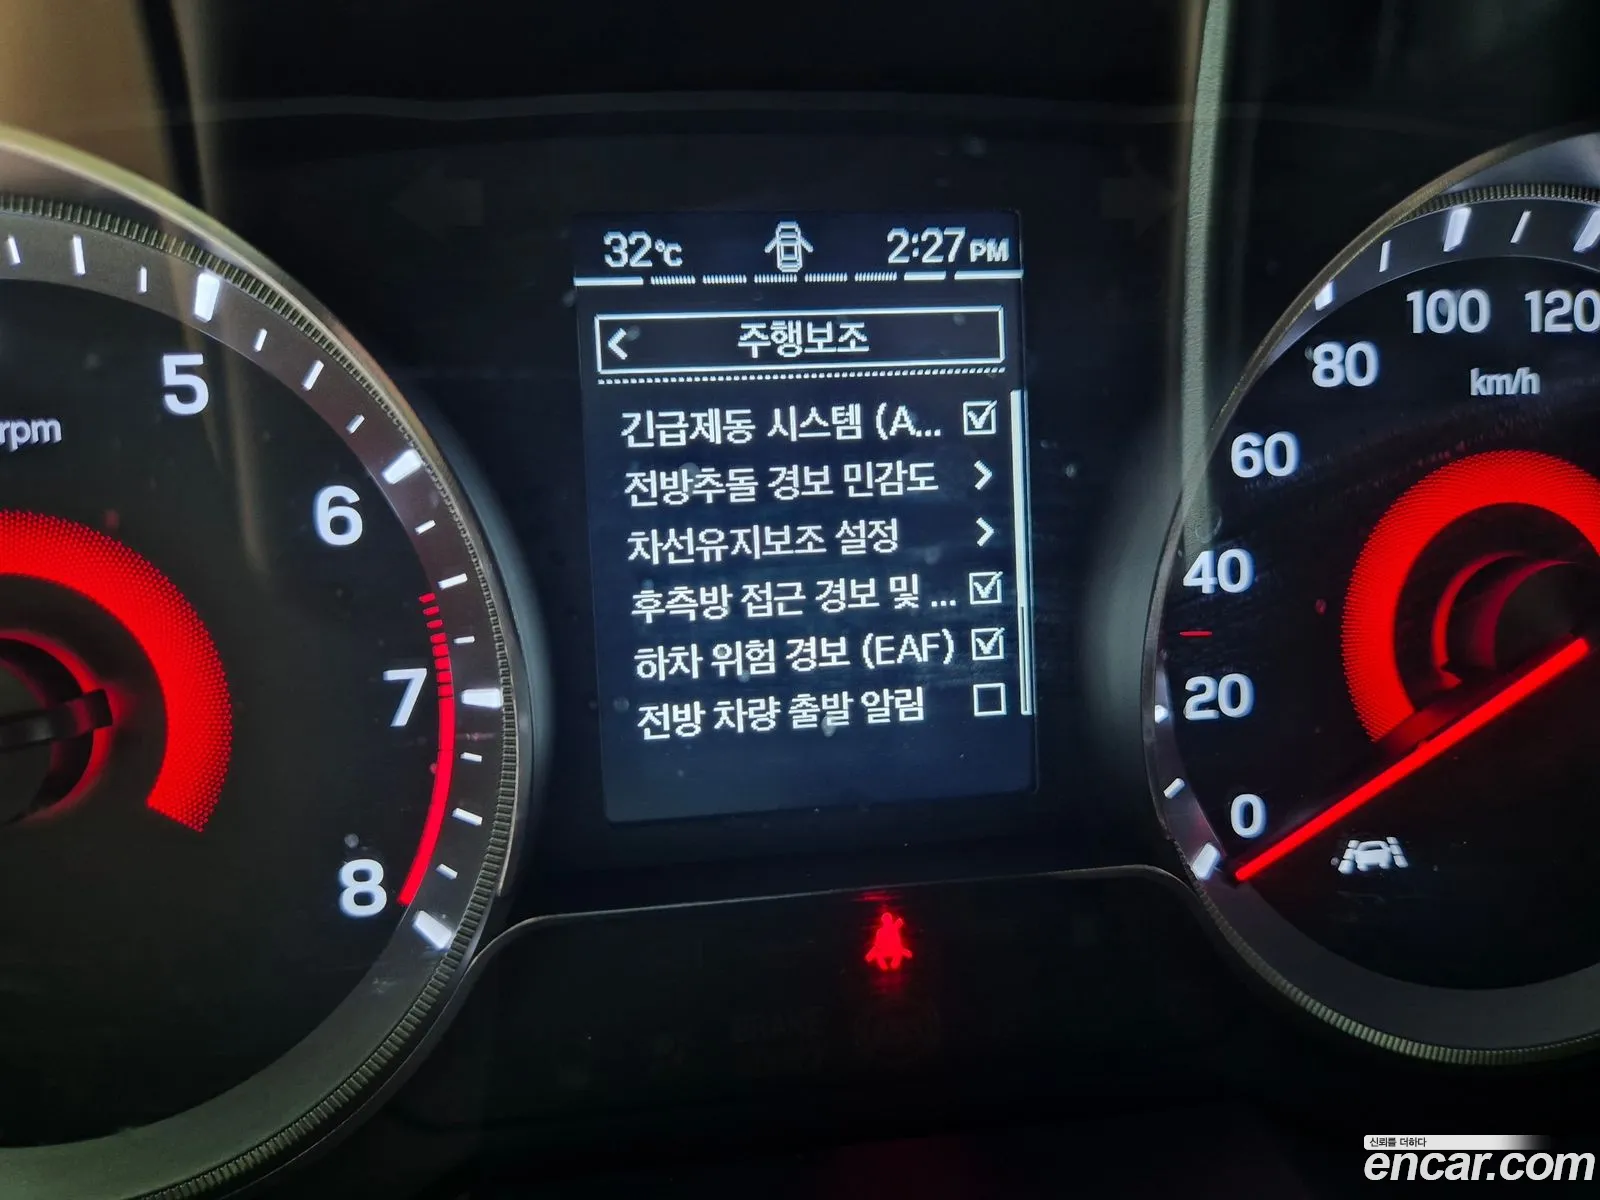 32°C 2:27 PM
주행보조
긴급제동 시스템 (A...
전방추돌 경보 민감도
차선유지보조 설정
후측방 접근 경보 및 ...
하차 위험 경보 (EAF)
전방 차량 출발 알림
rpm
5
6
7
8
100 120
80
km/h
60
40
20
0
신뢰를 더하다
encar.com